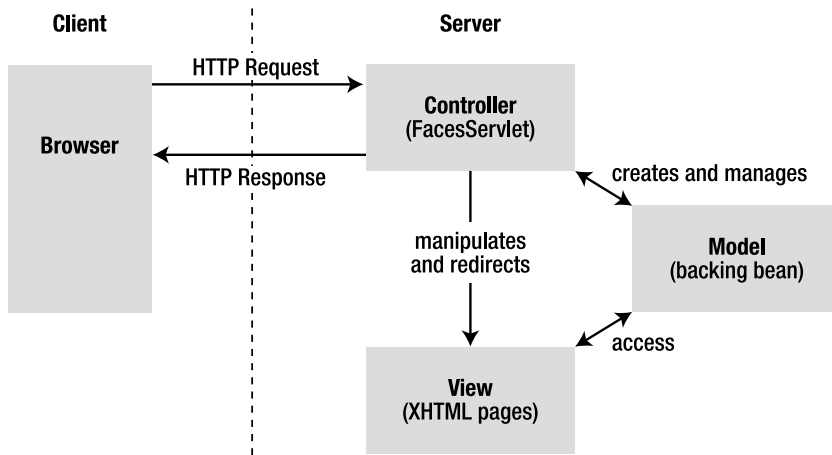 Client
Server
HTTP Request
Controller
(FacesServlet)
Browser
HTTP Response
creates and manages
manipulates
and redirects
Model
(backing bean)
access
View
(XHTML pages)